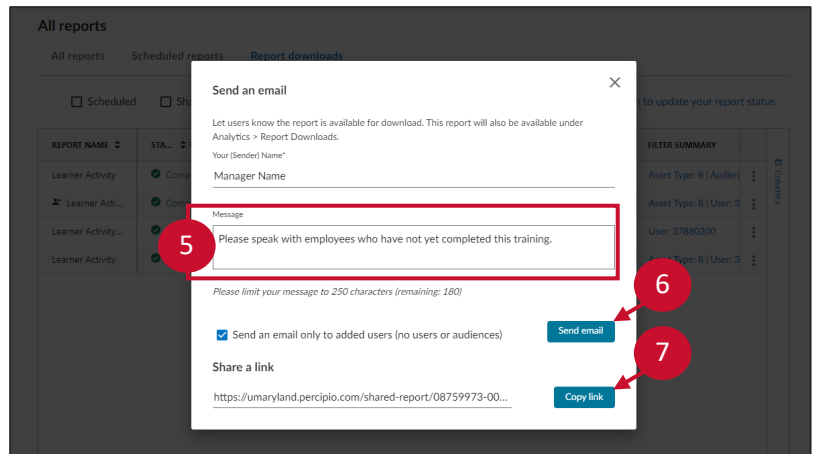 All reports
All reports Scheduled reports Report downloads
Scheduled Sha
to update your report status
Send an email
Let users know the report is available for download. This report will also be available under
Analytics > Report Downloads.
Your (Sender) Name*
Manager Name
Message
5
Please speak with employees who have not yet completed this training.
Please limit your message to 250 characters (remaining: 180)
6
Send an email only to added users (no users or audiences) Send email
7
Share a link
https://umaryland.percipio.com/shared-report/08759973-00... Copy link
REPORT NAME STA... FILTER SUMMARY
Learner Activity Comp Asset Type: 8 | Audien
Learner Acti... Com Asset Type: 8 | User: 3
Learner Activity... User: 37880200
Learner Activity Asset Type: 8 | User: 3
Columns